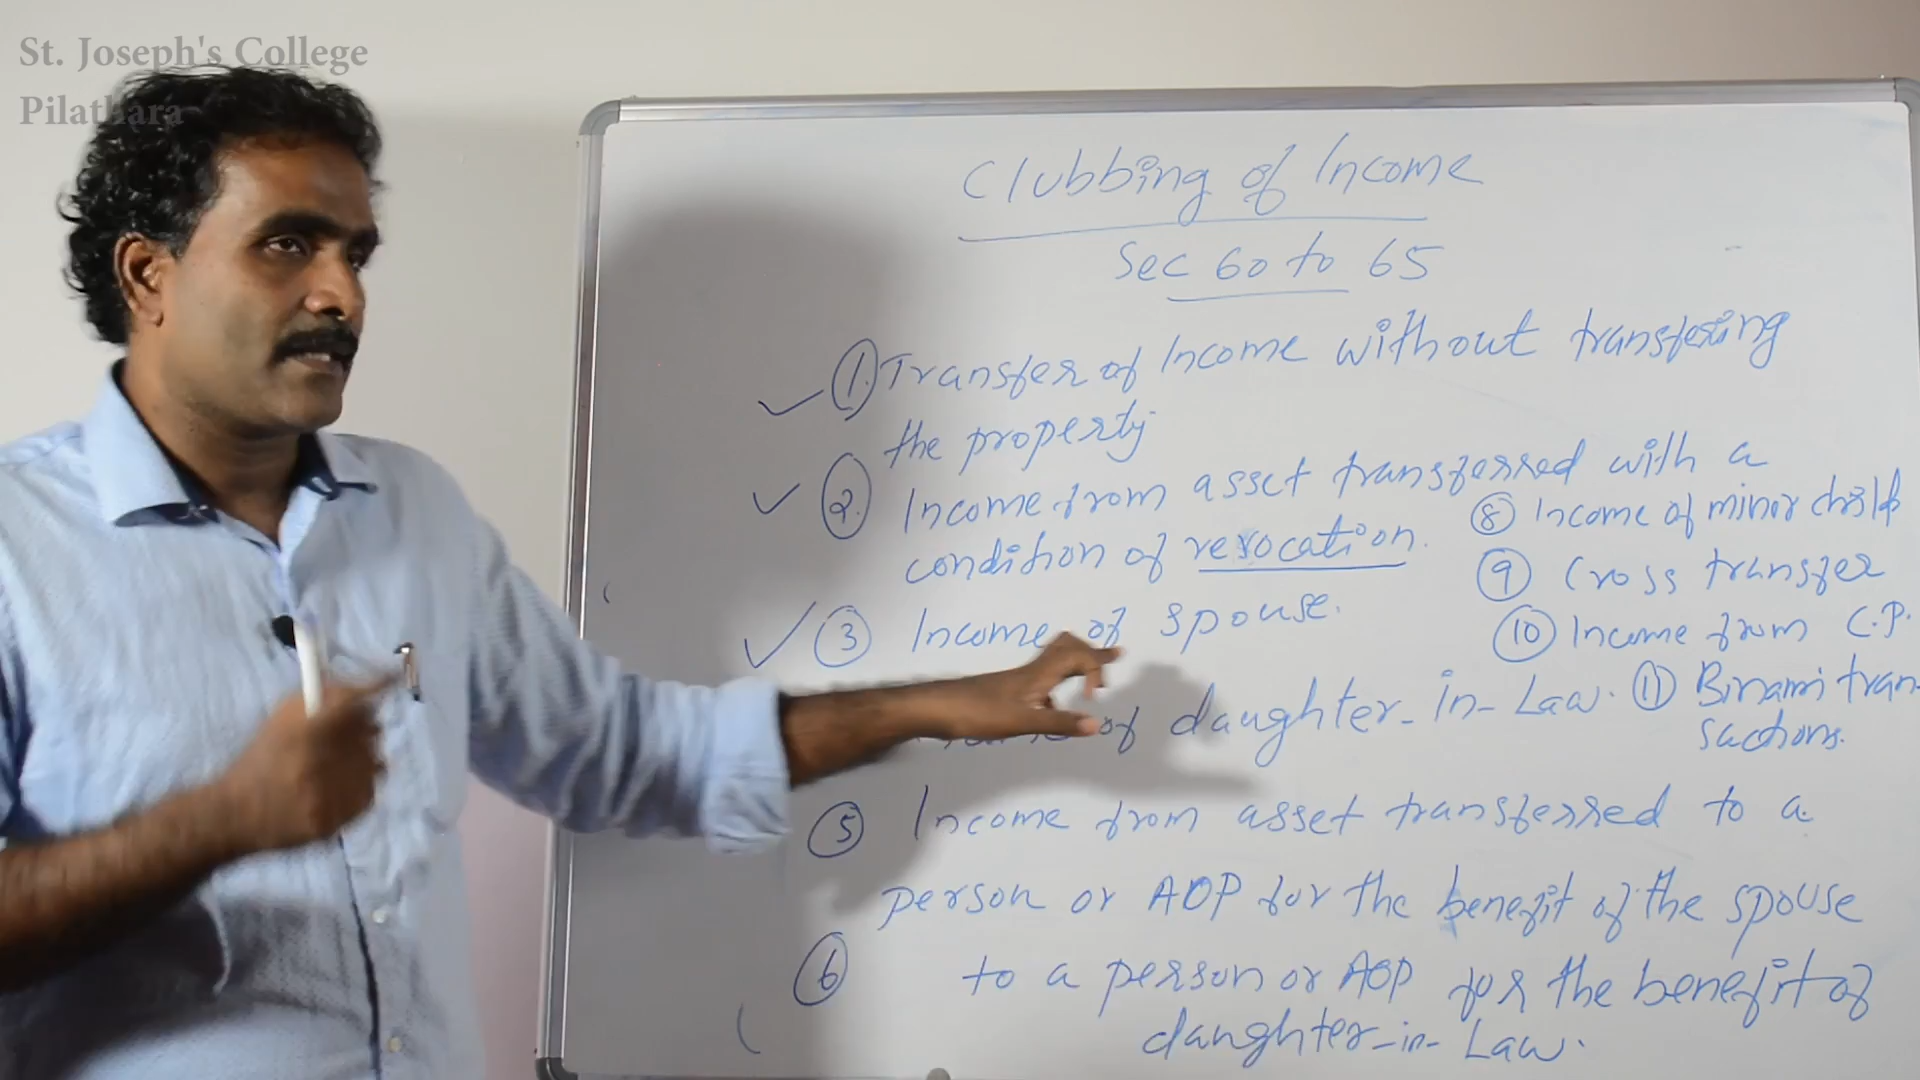 St. Joseph's College
Pilathara
Clubbing of Income
Sec 60 to 65
1. Transfer of Income without transfering
the property
2. Income from asset transferred with a
condition of revocation.
3 Income of spouse.
of daughter-in-Law.
5 Income from asset transferred to a
person or AOP for the benefit of the spouse
6 to a person or AOP for the benefit of
daughter-in-Law.
8 Income of minor child
9 Cross transfer
10 Income from C.P.
11 Binami tran-
sactions.